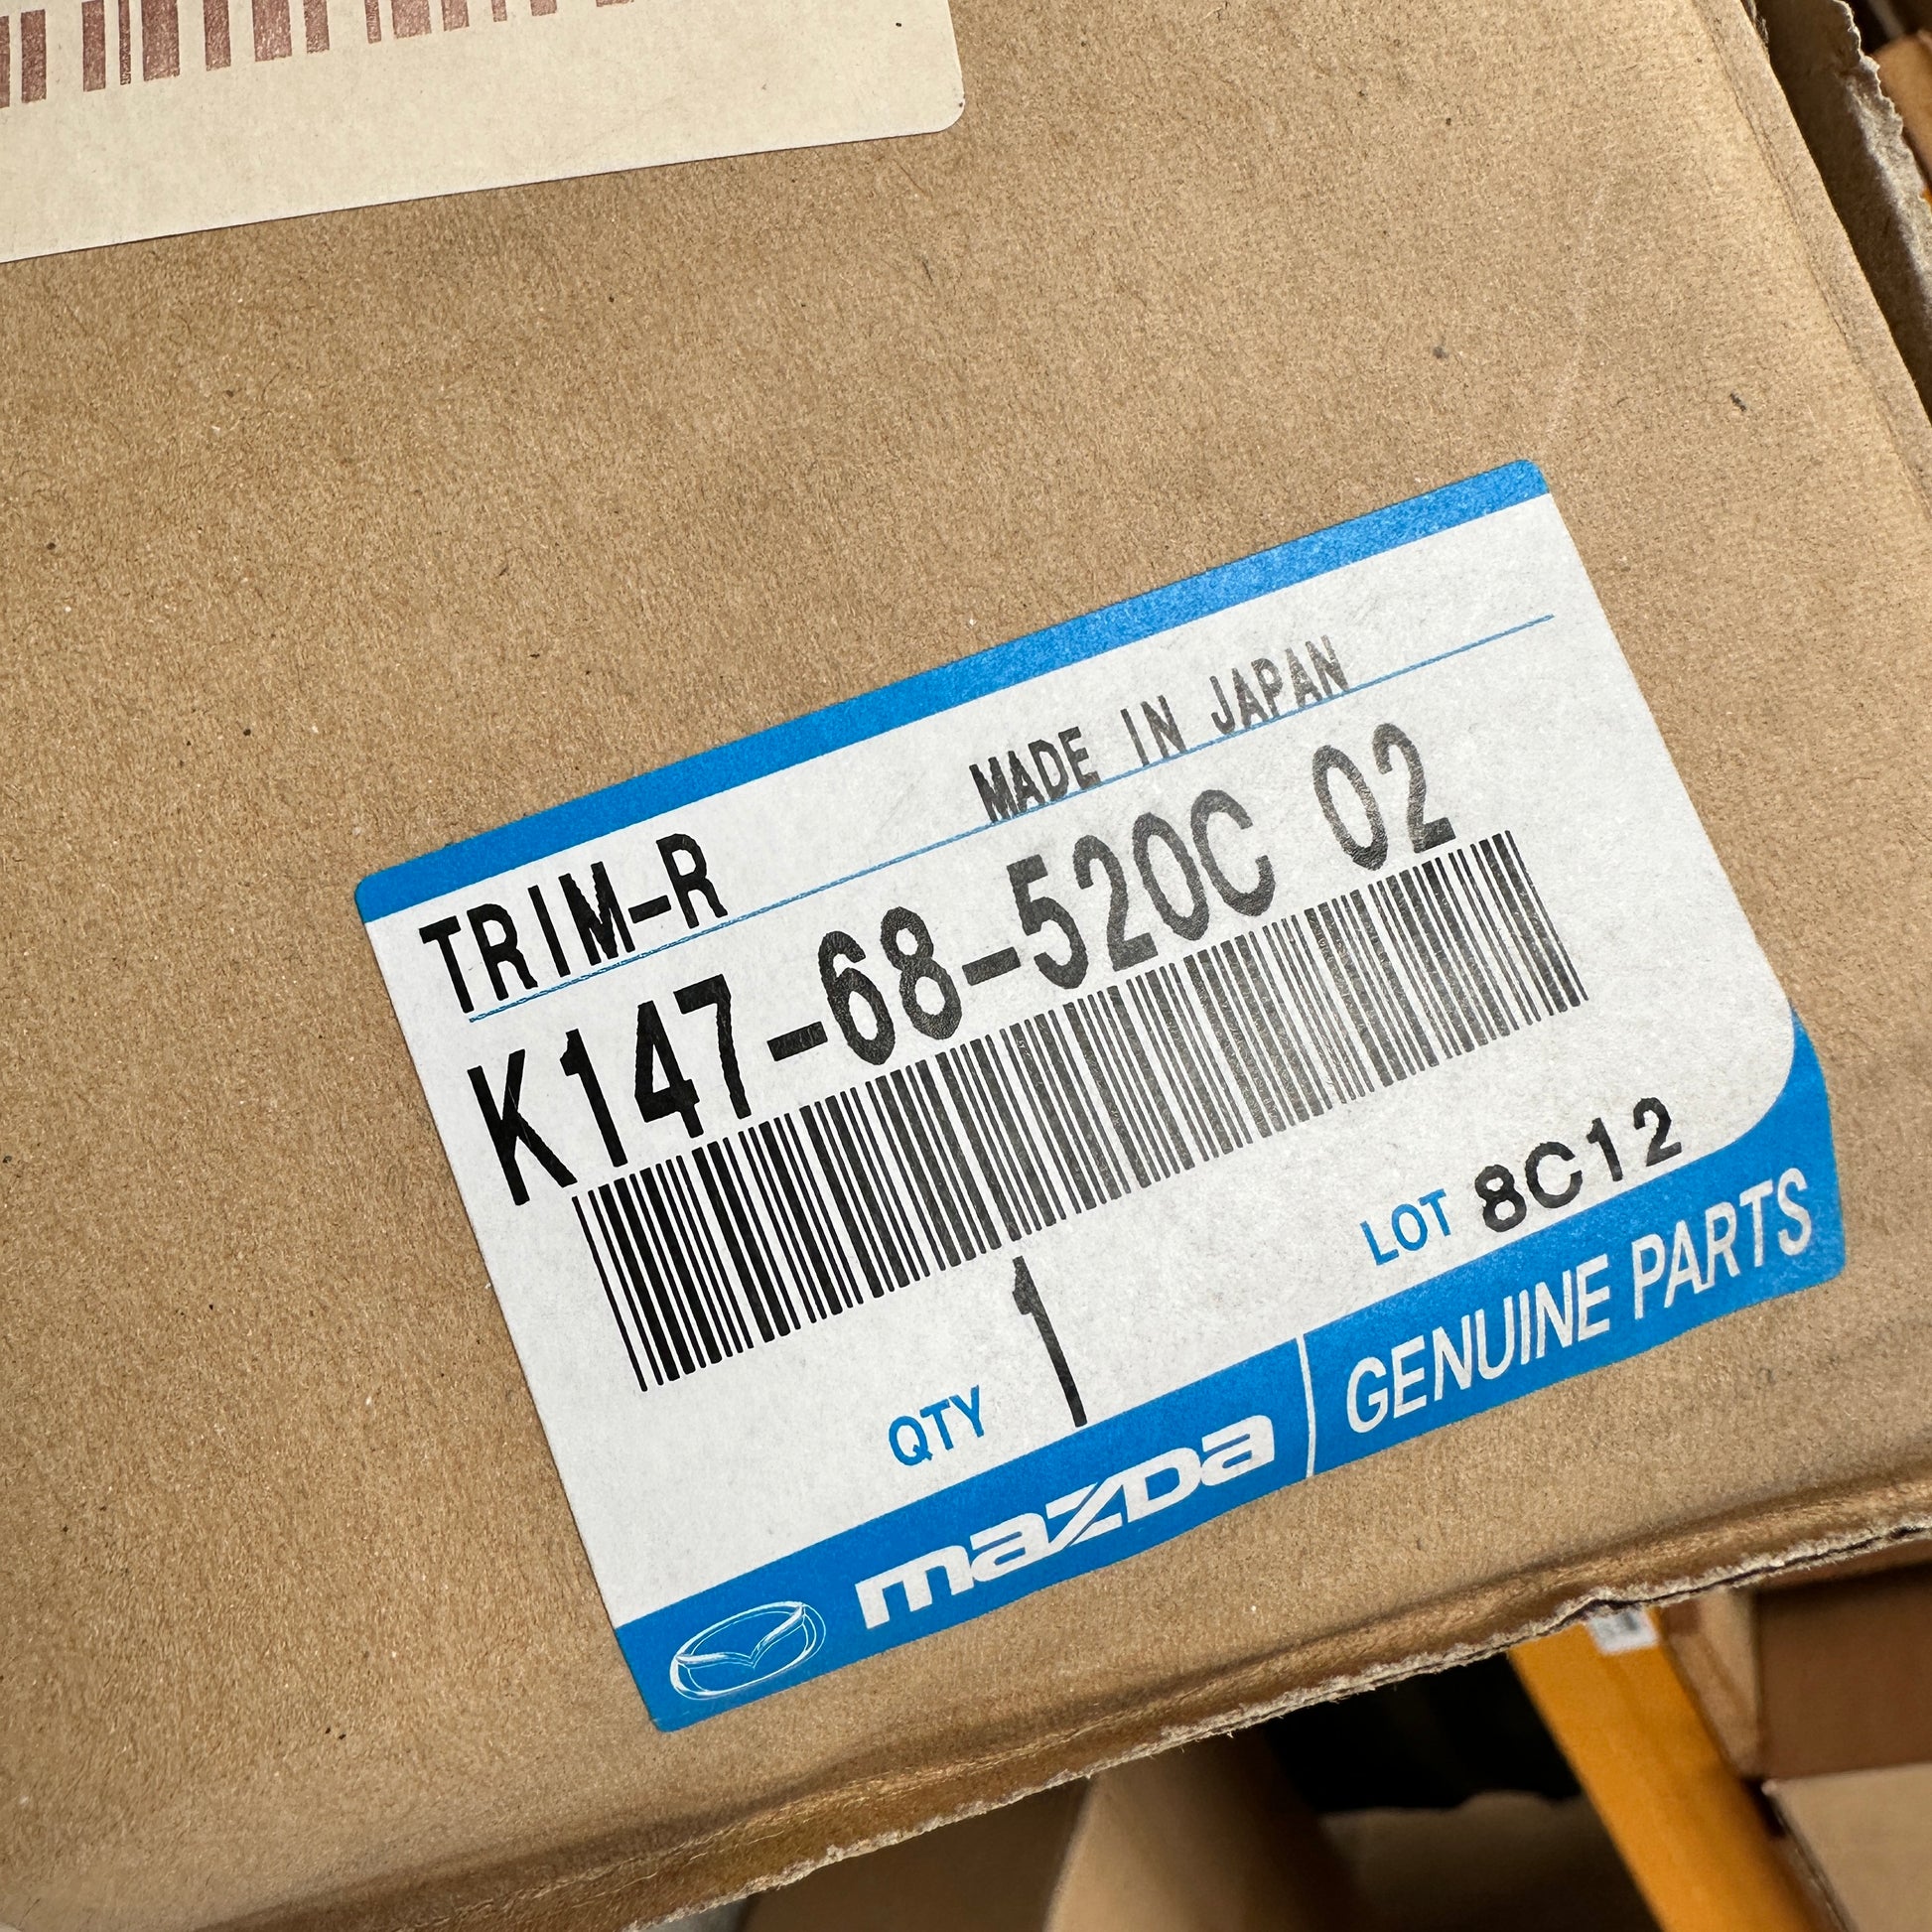 TRIM-R
MADE IN JAPAN
K147-68-520C 02
QTY 1
LOT 8C12
mazda
GENUINE PARTS